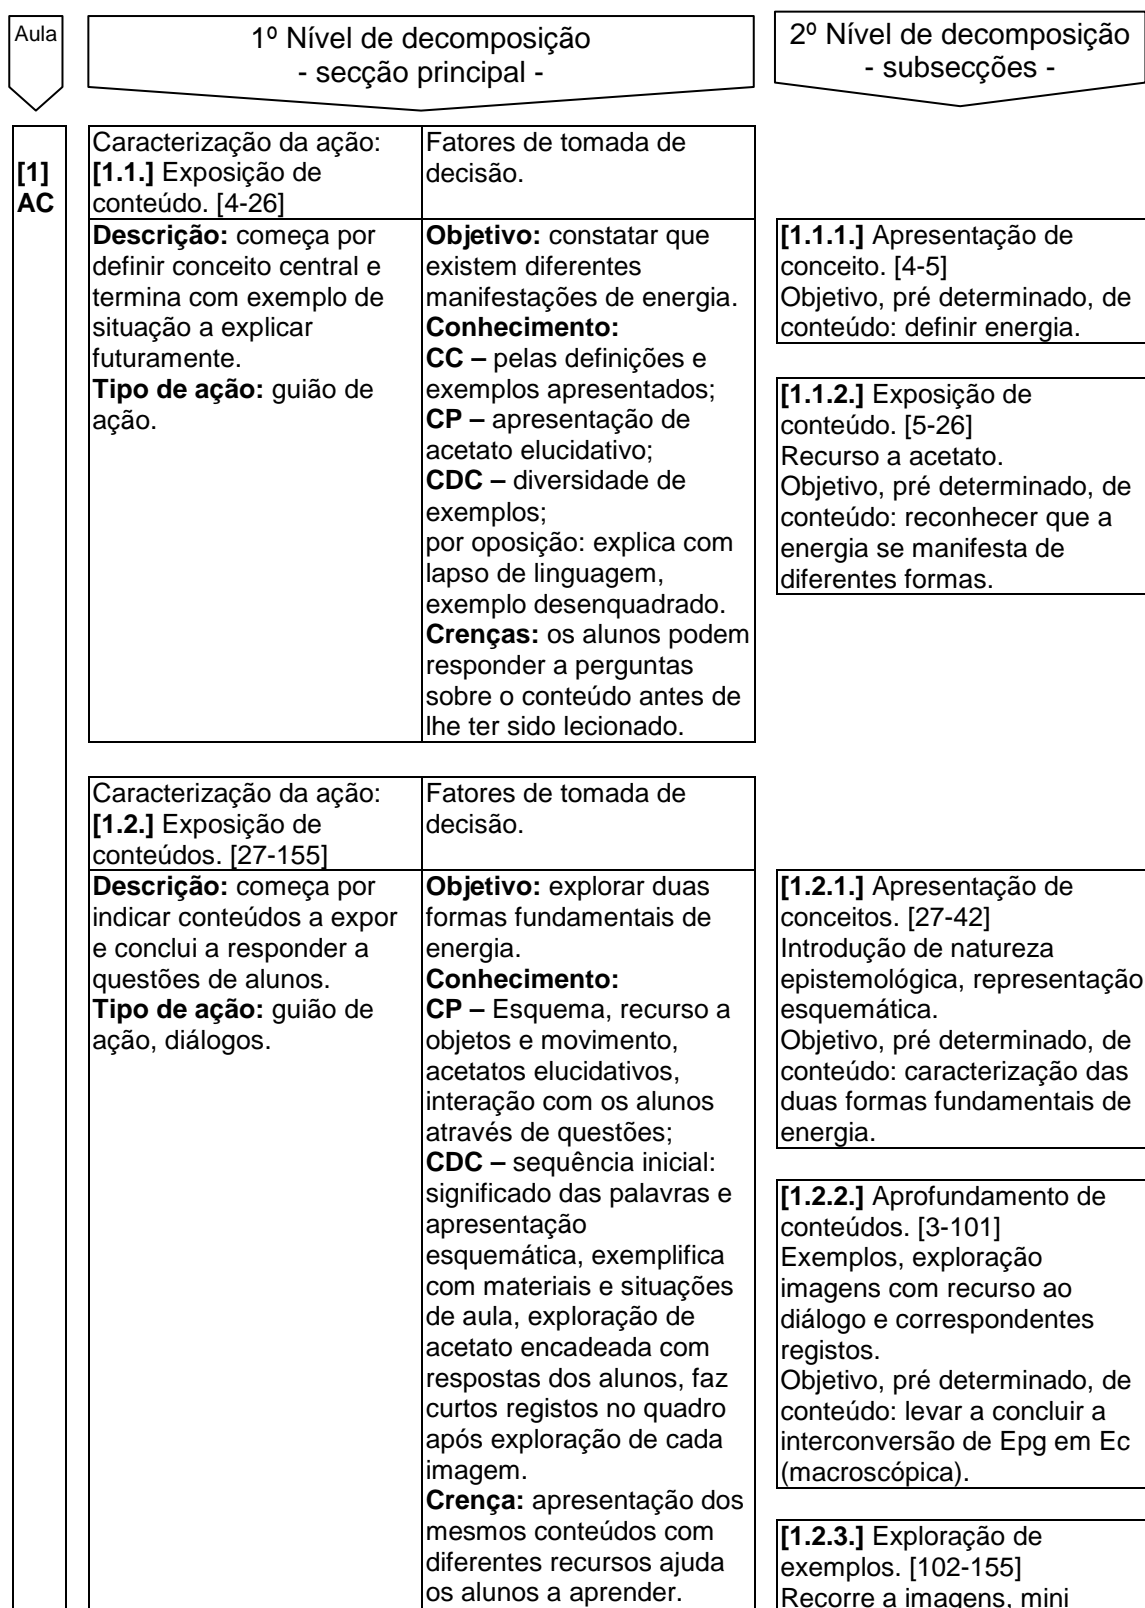 Aula
1º Nível de decomposição
- secção principal -
2º Nível de decomposição
- subsecções -
[1]
AC
Caracterização da ação:
[1.1.] Exposição de
conteúdo. [4-26]
Fatores de tomada de
decisão.
Descrição: começa por
definir conceito central e
termina com exemplo de
situação a explicar
futuramente.
Tipo de ação: guião de
ação.
Objetivo: constatar que
existem diferentes
manifestações de energia.
Conhecimento:
CC – pelas definições e
exemplos apresentados;
CP – apresentação de
acetato elucidativo;
CDC – diversidade de
exemplos;
por oposição: explica com
lapso de linguagem,
exemplo desenquadrado.
Crenças: os alunos podem
responder a perguntas
sobre o conteúdo antes de
lhe ter sido lecionado.
[1.1.1.] Apresentação de
conceito. [4-5]
Objetivo, pré determinado, de
conteúdo: definir energia.
[1.1.2.] Exposição de
conteúdo. [5-26]
Recurso a acetato.
Objetivo, pré determinado, de
conteúdo: reconhecer que a
energia se manifesta de
diferentes formas.
Caracterização da ação:
[1.2.] Exposição de
conteúdos. [27-155]
Fatores de tomada de
decisão.
Descrição: começa por
indicar conteúdos a expor
e conclui a responder a
questões de alunos.
Tipo de ação: guião de
ação, diálogos.
Objetivo: explorar duas
formas fundamentais de
energia.
Conhecimento:
CP – Esquema, recurso a
objetos e movimento,
acetatos elucidativos,
interação com os alunos
através de questões;
CDC – sequência inicial:
significado das palavras e
apresentação
esquemática, exemplifica
com materiais e situações
de aula, exploração de
acetato encadeada com
respostas dos alunos, faz
curtos registos no quadro
após exploração de cada
imagem.
Crença: apresentação dos
mesmos conteúdos com
diferentes recursos ajuda
os alunos a aprender.
[1.2.1.] Apresentação de
conceitos. [27-42]
Introdução de natureza
epistemológica, representação
esquemática.
Objetivo, pré determinado, de
conteúdo: caracterização das
duas formas fundamentais de
energia.
[1.2.2.] Aprofundamento de
conteúdos. [3-101]
Exemplos, exploração
imagens com recurso ao
diálogo e correspondentes
registos.
Objetivo, pré determinado, de
conteúdo: levar a concluir a
interconversão de Epg em Ec
(macroscópica).
[1.2.3.] Exploração de
exemplos. [102-155]
Recorre a imagens, mini